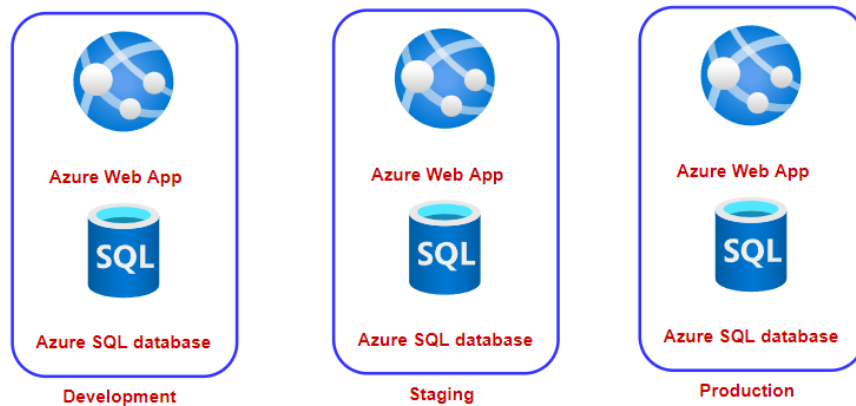 Azure Web App
SQL
Azure SQL database
Development
Azure Web App
SQL
Azure SQL database
Staging
Azure Web App
SQL
Azure SQL database
Production